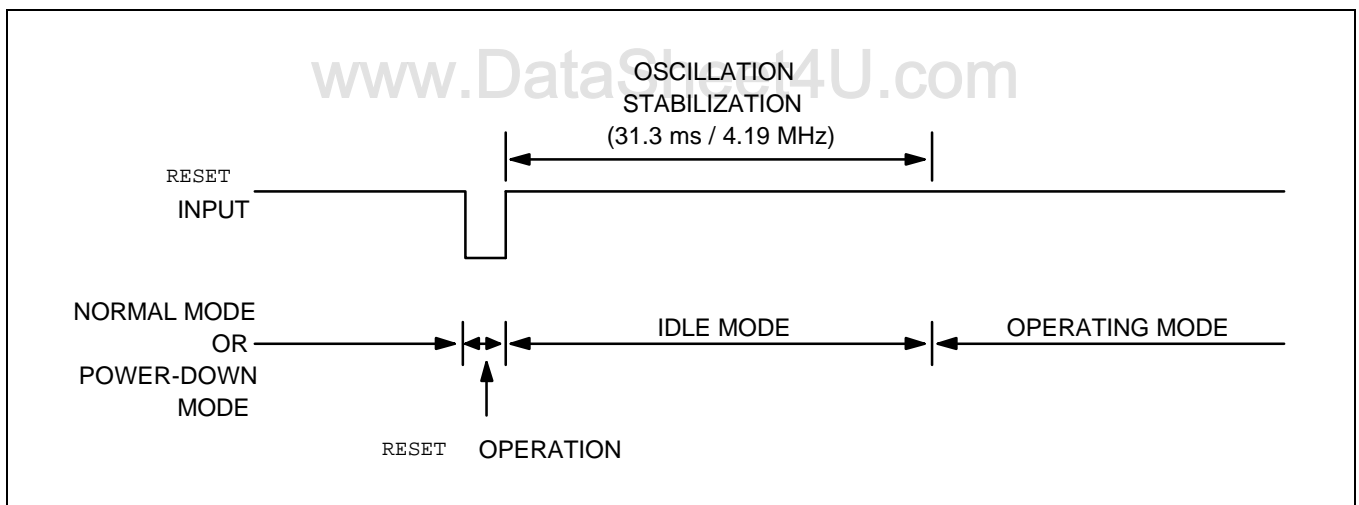 www.DataSheet4U.com
OSCILLATION
STABILIZATION
(31.3 ms / 4.19 MHz)
RESET
INPUT
NORMAL MODE
OR
POWER-DOWN
MODE
IDLE MODE
OPERATING MODE
RESET OPERATION